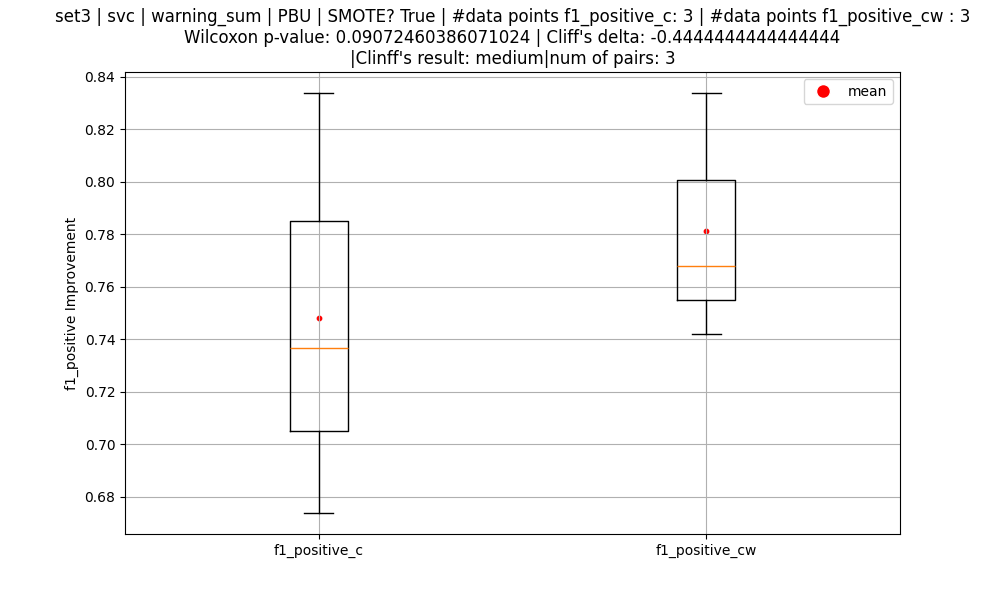 set3 | svc | warning_sum | PBU | SMOTE? True | #data points f1_positive_c: 3 | #data points f1_positive_cw : 3
Wilcoxon p-value: 0.09072460386071024 | Cliff's delta: -0.4444444444444444
|Clinff's result: medium|num of pairs: 3
mean
0.84
0.82
0.80
0.78
0.76
0.74
0.72
0.70
0.68
f1_positive Improvement
f1_positive_c
f1_positive_cw